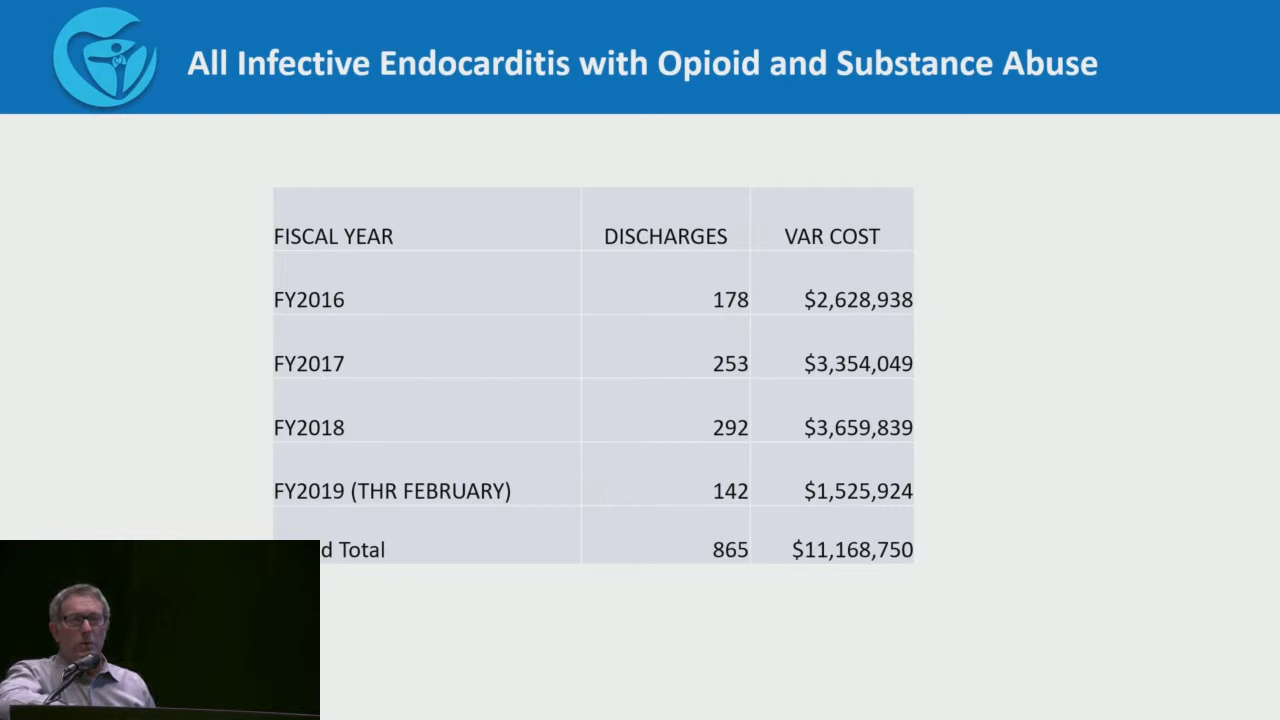 All Infective Endocarditis with Opioid and Substance Abuse
FISCAL YEAR DISCHARGES VAR COST
FY2016 178 $2,628,938
FY2017 253 $3,354,049
FY2018 292 $3,659,839
FY2019 (THR FEBRUARY) 142 $1,525,924
Total 865 $11,168,750